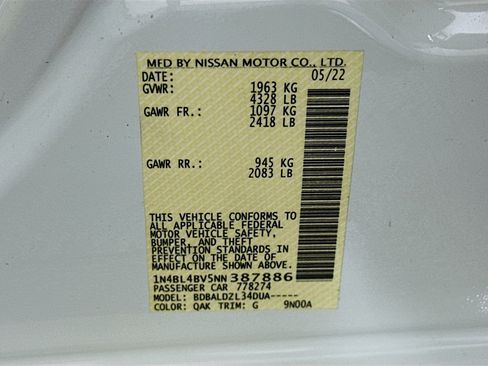 MFD BY NISSAN MOTOR CO., LTD.
DATE: 05/22
GVWR: 1963 KG
4328 LB
GAWR FR.: 1097 KG
2418 LB
GAWR RR.: 945 KG
2083 LB
THIS VEHICLE CONFORMS TO
ALL APPLICABLE FEDERAL
MOTOR VEHICLE SAFETY,
BUMPER, AND THEFT
PREVENTION STANDARDS IN
EFFECT ON THE DATE OF
MANUFACTURE SHOWN ABOVE.
1N4BL4BV5NN387886
PASSENGER CAR 778274
MODEL: BDBALDZL34DUA-----
COLOR: QAK TRIM: G 9N00A